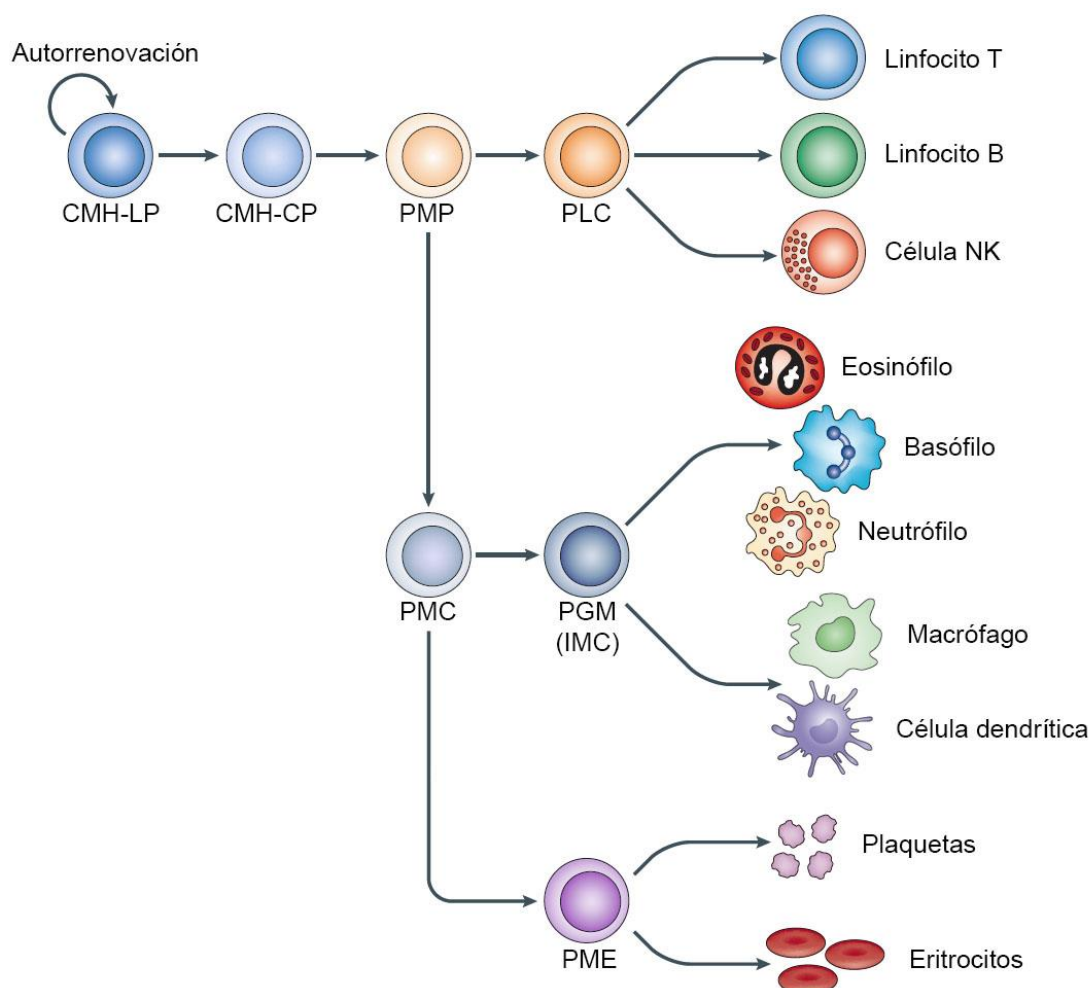 Autorrenovación
CMH-LP
CMH-CP
PMP
PLC
Linfocito T
Linfocito B
Célula NK
Eosinófilo
Basófilo
Neutrófilo
PMC
PGM
(IMC)
Macrófago
Célula dendrítica
Plaquetas
PME
Eritrocitos